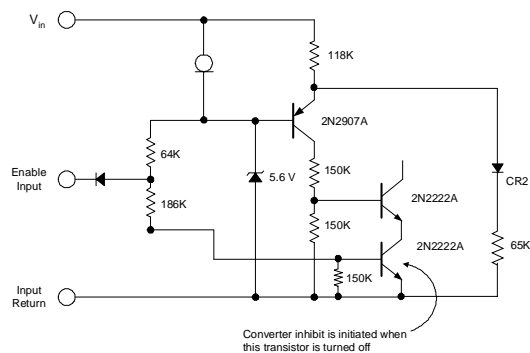 Vin
118K
2N2907A
64K
Enable
Input
5.6 V
150K
CR2
186K
2N2222A
150K
2N2222A
65K
150K
Input
Return
Converter inhibit is initiated when
this transistor is turned off